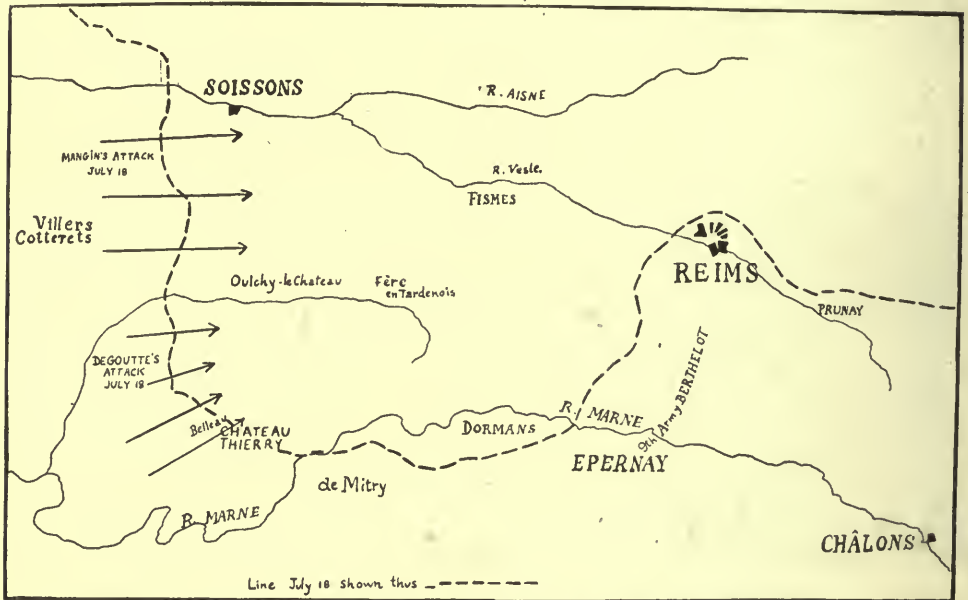 SOISSONS
R. AISNE
MANGIN'S ATTACK
JULY 18
R. Vesle.
FISMES
Villers
Cotterets
REIMS
Oulchy-le-Chateau
Fère
en Tardenois
PRUNAY
DEGOUTTE'S
ATTACK
JULY 18
9th Army BERTHELOT
Belleau
CHATEAU
THIERRY
R. MARNE
DORMANS
EPERNAY
de Mitry
R. MARNE
CHÂLONS
Line July 18 shown thus